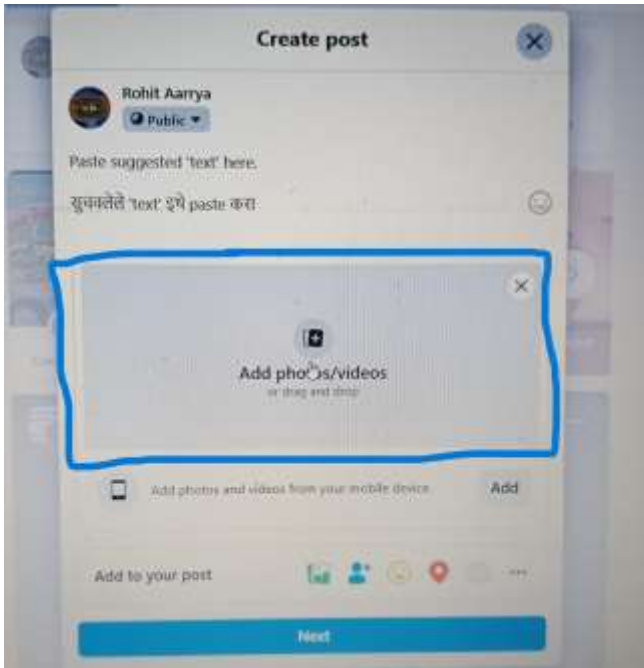 Create post
Rohit Aarrya
Public
Paste suggested 'text' here.
सुचवलेले 'text' इथे paste करा
Add photos/videos
or drag and drop
Add photos and videos from your mobile device.
Add
Add to your post
Next